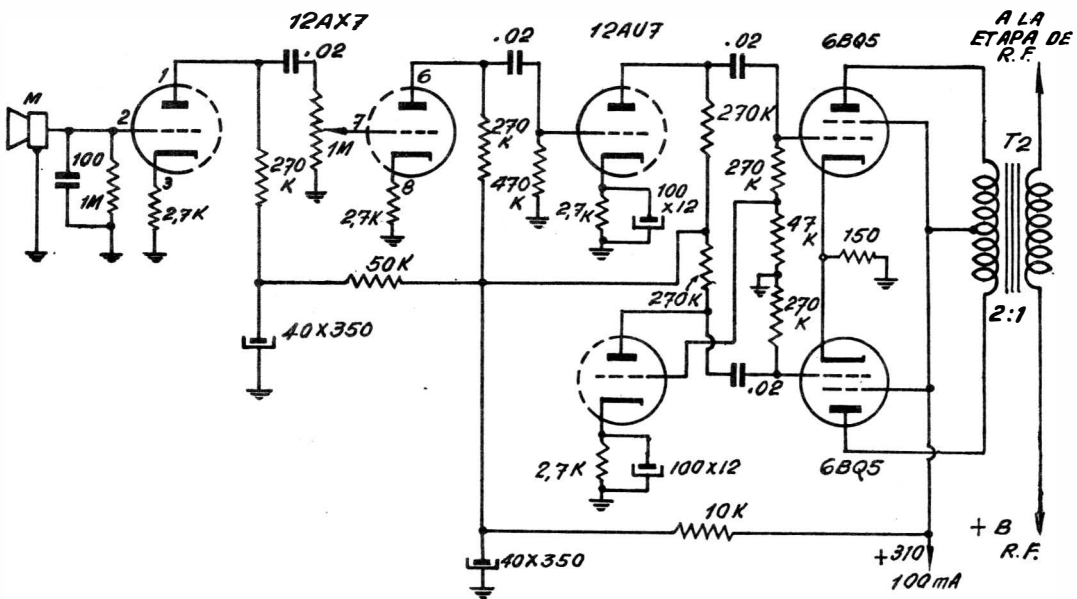 12AX7
.02
1
2
3
M
100
1M
2,7K
270
K
1M
6
7
8
2,7K
270
K
.02
470
K
12AU7
2,7
K
100
X12
270K
.02
270
K
47
K
270K
270
K
.02
6BQ5
150
6BQ5
A LA
ETAPA DE
R.F.
T2
2:1
50K
40X350
2,7K
100X12
10K
40X350
+310
100mA
+ B
R.F.